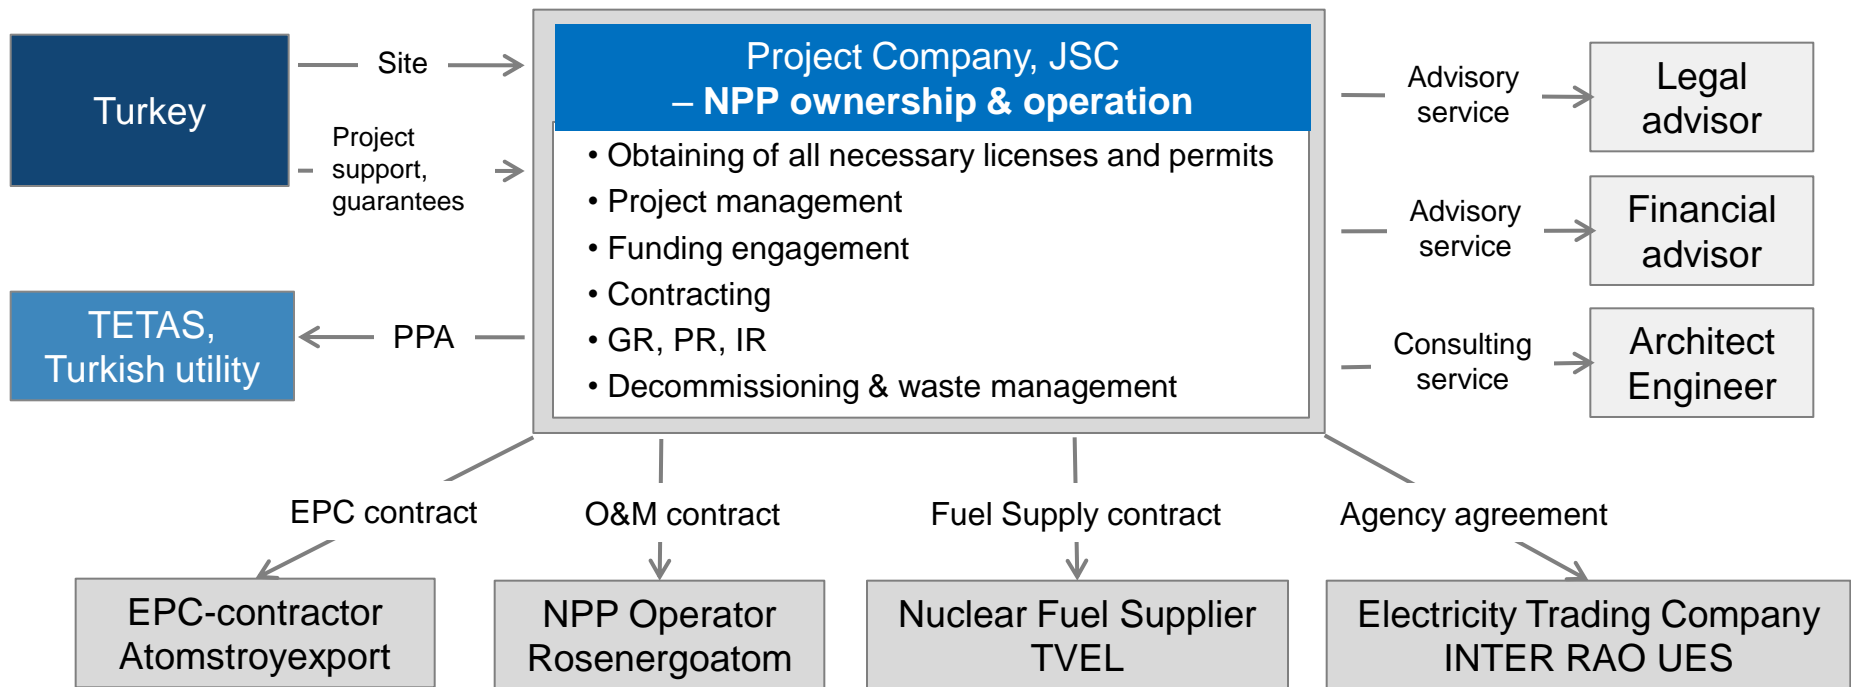 Turkey
Site
Project
support,
guarantees
TETAS,
Turkish utility
PPA
Project Company, JSC
– NPP ownership & operation
• Obtaining of all necessary licenses and permits
• Project management
• Funding engagement
• Contracting
• GR, PR, IR
• Decommissioning & waste management
Advisory
service
Legal
advisor
Advisory
service
Financial
advisor
Consulting
service
Architect
Engineer
EPC contract
O&M contract
Fuel Supply contract
Agency agreement
EPC-contractor
Atomstroyexport
NPP Operator
Rosenergoatom
Nuclear Fuel Supplier
TVEL
Electricity Trading Company
INTER RAO UES